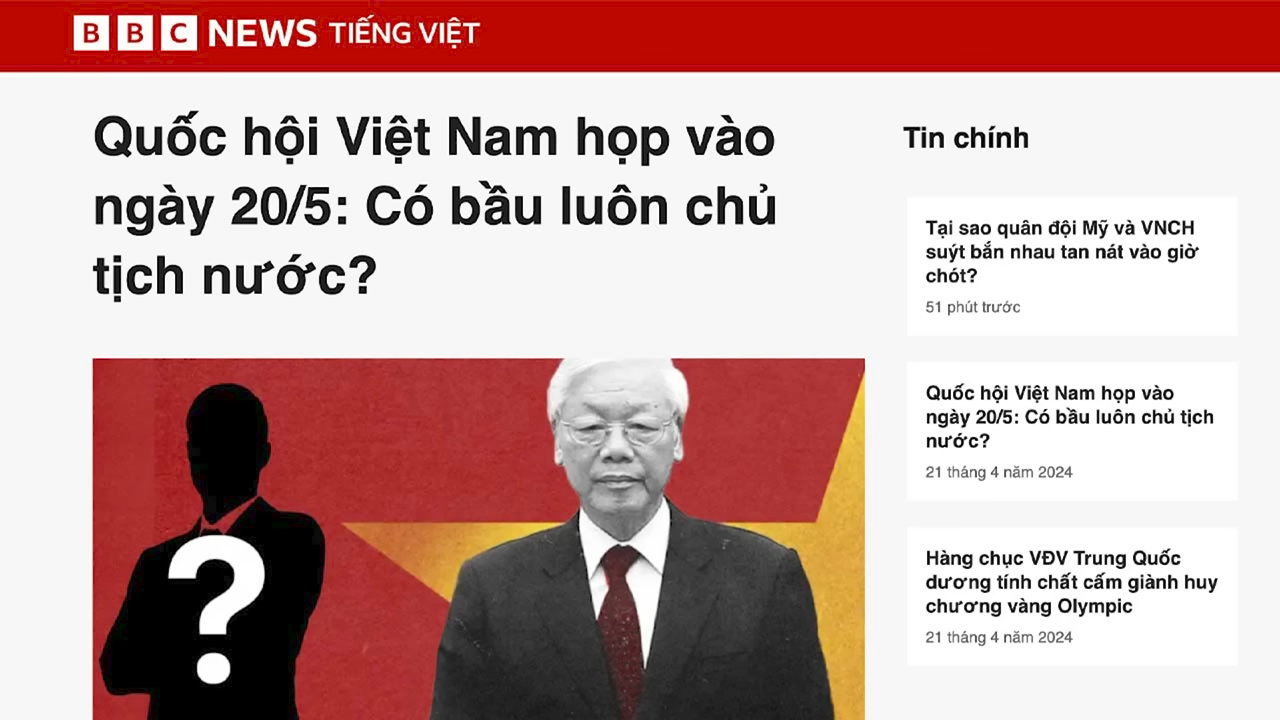 BBC NEWS TIẾNG VIỆT
Quốc hội Việt Nam họp vào
ngày 20/5: Có bầu luôn chủ
tịch nước?
?
Tin chính
Tại sao quân đội Mỹ và VNCH
suýt bắn nhau tan nát vào giờ
chót?
51 phút trước
Quốc hội Việt Nam họp vào
ngày 20/5: Có bầu luôn chủ tịch
nước?
21 tháng 4 năm 2024
Hàng chục VĐV Trung Quốc
dương tính chất cấm giành huy
chương vàng Olympic
21 tháng 4 năm 2024